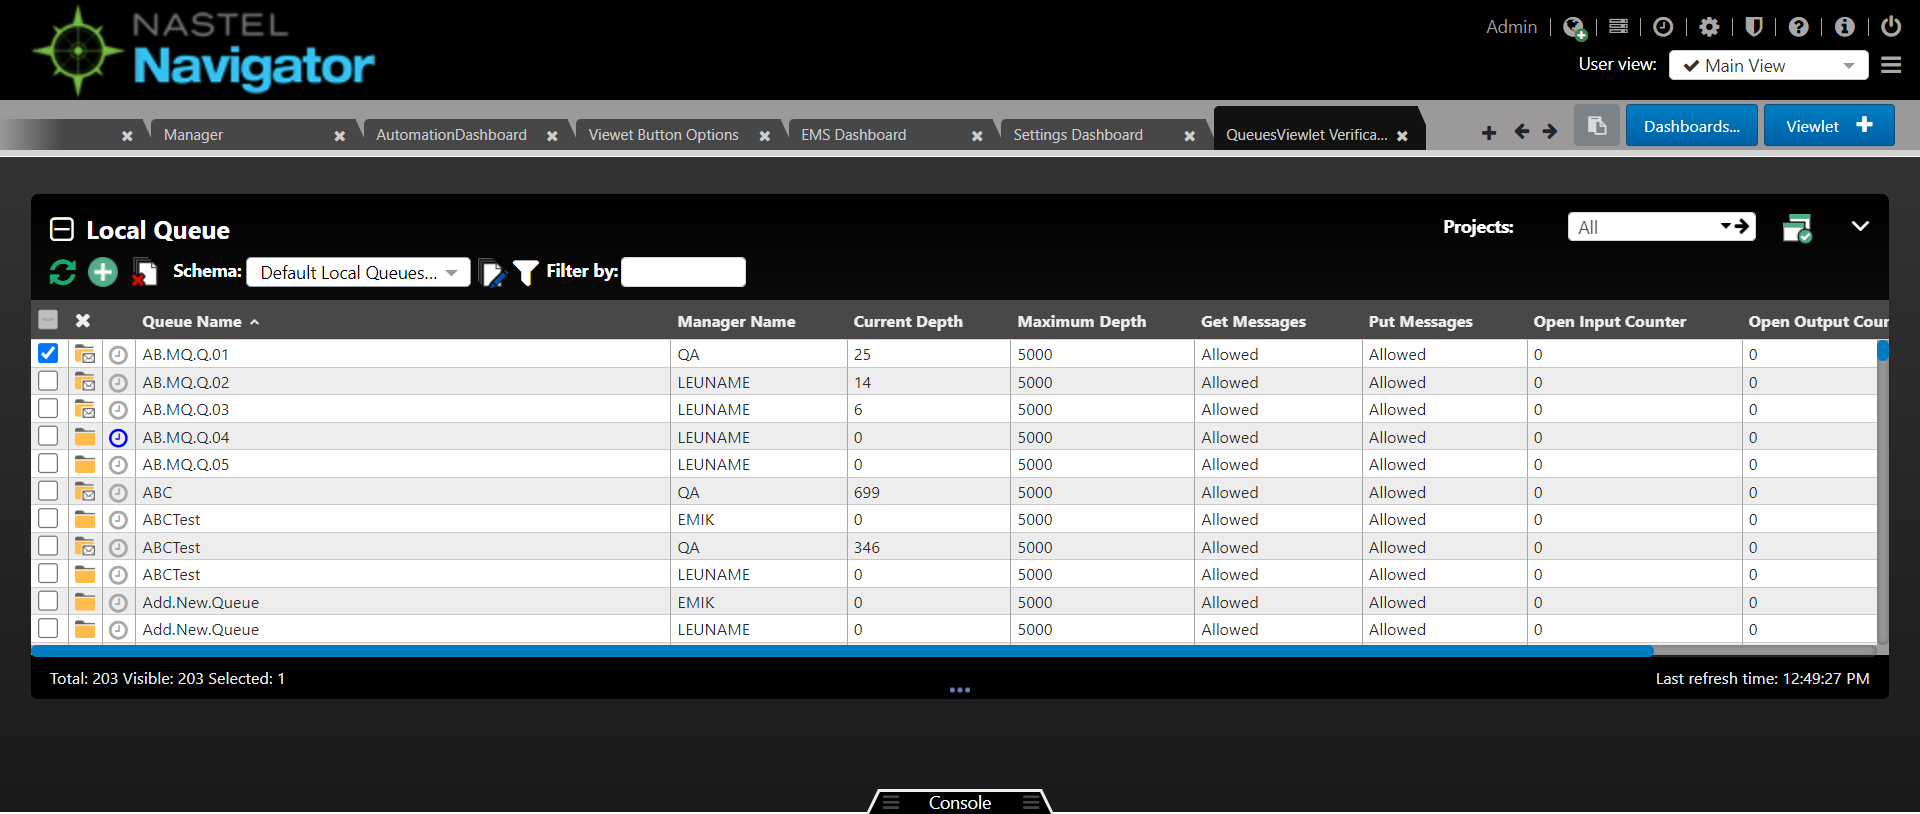 NASTEL
Navigator
Admin
User view: Main View
Manager AutomationDashboard Viewet Button Options EMS Dashboard Settings Dashboard QueuesViewlet Verifica... Dashboards... Viewlet
Local Queue Projects: All
Schema: Default Local Queues... Filter by:
Queue Name Manager Name Current Depth Maximum Depth Get Messages Put Messages Open Input Counter Open Output Cour
AB.MQ.Q.01 QA 25 5000 Allowed Allowed 0 0
AB.MQ.Q.02 LEUNAME 14 5000 Allowed Allowed 0 0
AB.MQ.Q.03 LEUNAME 6 5000 Allowed Allowed 0 0
AB.MQ.Q.04 LEUNAME 0 5000 Allowed Allowed 0 0
AB.MQ.Q.05 LEUNAME 0 5000 Allowed Allowed 0 0
ABC QA 699 5000 Allowed Allowed 0 0
ABCTest EMIK 0 5000 Allowed Allowed 0 0
ABCTest QA 346 5000 Allowed Allowed 0 0
ABCTest LEUNAME 0 5000 Allowed Allowed 0 0
Add.New.Queue EMIK 0 5000 Allowed Allowed 0 0
Add.New.Queue LEUNAME 0 5000 Allowed Allowed 0 0
Total: 203 Visible: 203 Selected: 1 Last refresh time: 12:49:27 PM
Console